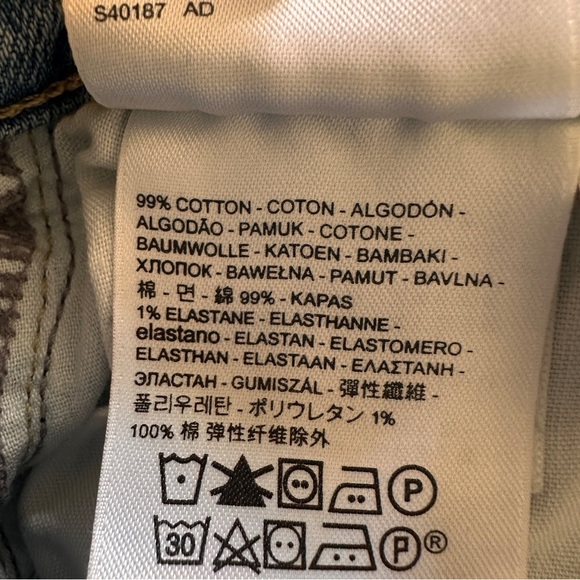 S40187 AD
99% COTTON - COTON - ALGODÓN -
ALGODÃO - PAMUK - COTONE -
BAUMWOLLE - KATOEN - BAMBAKI -
ХЛОПОК - BAWEŁNA - PAMUT - BAVLNA -
棉 - 면 - 綿 99% - KAPAS
1% ELASTANE - ELASTHANNE -
elastano - ELASTAN - ELASTOMERO -
ELASTHAN - ELASTAAN - ΕΛΑΣΤΑΝΗ -
ЭЛАСТАН - GUMISZÁL - 彈性纖維 -
폴리우레탄 - ポリウレタン 1%
100% 棉 弹性纤维除外
P
30 P ®